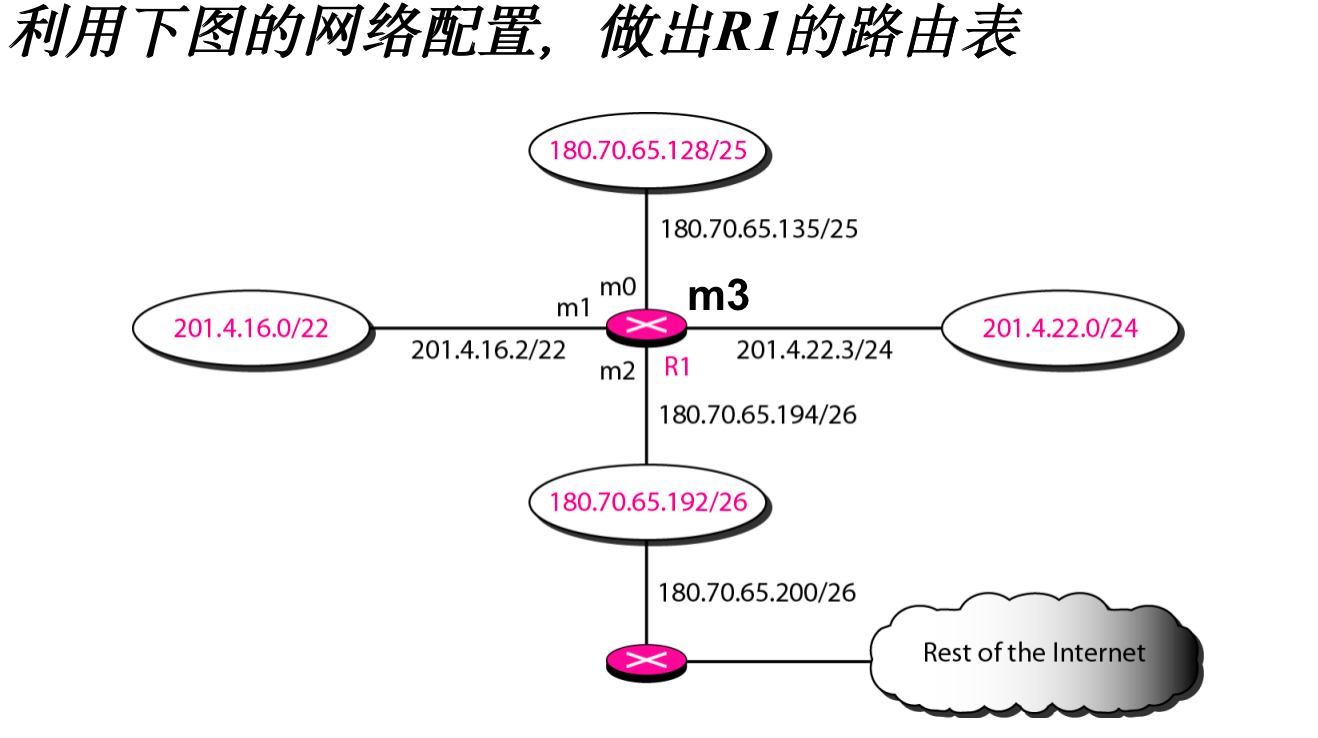 利用下图的网络配置，做出R1的路由表
180.70.65.128/25
180.70.65.135/25
m0
m3
m1
201.4.16.0/22
201.4.22.0/24
201.4.16.2/22
201.4.22.3/24
m2
R1
180.70.65.194/26
180.70.65.192/26
180.70.65.200/26
Rest of the Internet